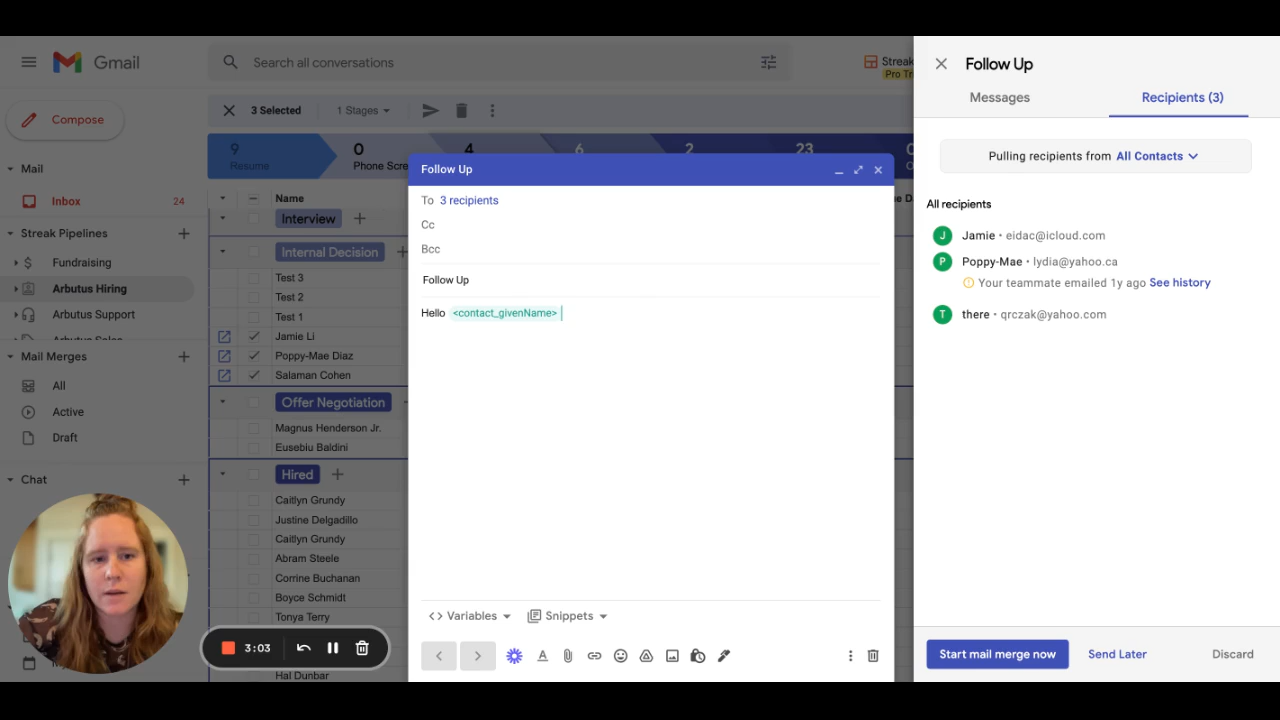 Gmail
Search all conversations
Streak
Pro Tri
Compose
Mail
Inbox 24
Streak Pipelines
Fundraising
Arbutus Hiring
Arbutus Support
Arbutus Sales
Mail Merges
All
Active
Draft
Chat
3 Selected
1 Stages
9
Resume
0
Phone Scre
4
6
2
23
Name
Interview
Internal Decision
Test 3
Test 2
Test 1
Jamie Li
Poppy-Mae Diaz
Salaman Cohen
Offer Negotiation
Magnus Henderson Jr.
Eusebiu Baldini
Hired
Caitlyn Grundy
Justine Delgadillo
Caitlyn Grundy
Abram Steele
Corrine Buchanan
Boyce Schmidt
Tonya Terry
Hal Dunbar
3:03
Follow Up
To 3 recipients
Cc
Bcc
Follow Up
Hello <contact_givenName>
Variables
Snippets
Follow Up
Messages
Recipients (3)
Pulling recipients from All Contacts
All recipients
J Jamie • eidac@icloud.com
P Poppy-Mae • lydia@yahoo.ca
Your teammate emailed 1y ago See history
T there • qrczak@yahoo.com
Start mail merge now
Send Later
Discard